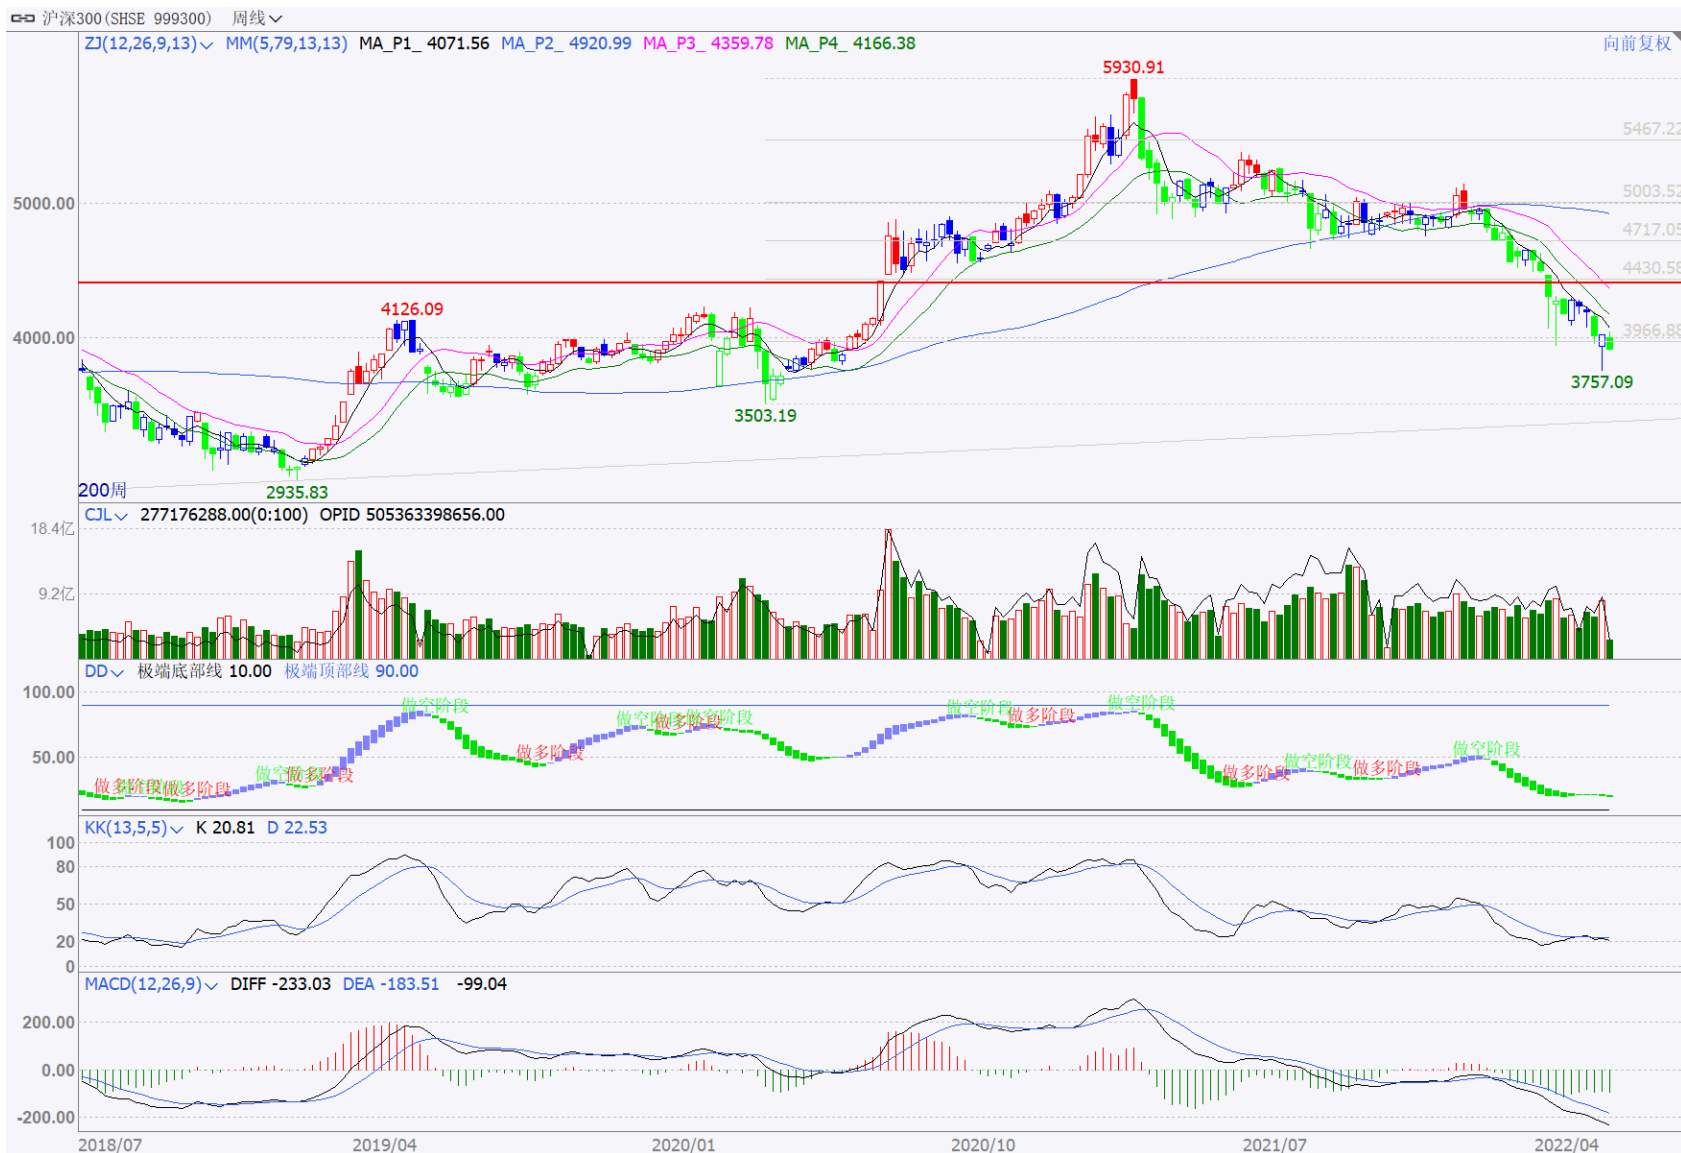 沪深300(SHSE 999300) 周线
ZJ(12,26,9,13) MM(5,79,13,13) MA_P1_ 4071.56 MA_P2_ 4920.99 MA_P3_ 4359.78 MA_P4_ 4166.38 向前复权
5930.91
5467.22
5003.52
5000.00
4717.05
4430.58
4126.09
4000.00
3966.88
3757.09
3503.19
200周
2935.83
CJL 277176288.00(0:100) OPID 505363398656.00
18.4亿
9.2亿
DD 极端底部线 10.00 极端顶部线 90.00
100.00
做空阶段 做空阶段 做多阶段 做空阶段 做空阶段 做多阶段 做空阶段
50.00
做多阶段 做空阶段
做多阶段 做多阶段 做空阶段 做多阶段 做多阶段 做空阶段 做多阶段
KK(13,5,5) K 20.81 D 22.53
100
80
50
20
0
MACD(12,26,9) DIFF -233.03 DEA -183.51 -99.04
200.00
0.00
-200.00
2018/07 2019/04 2020/01 2020/10 2021/07 2022/04